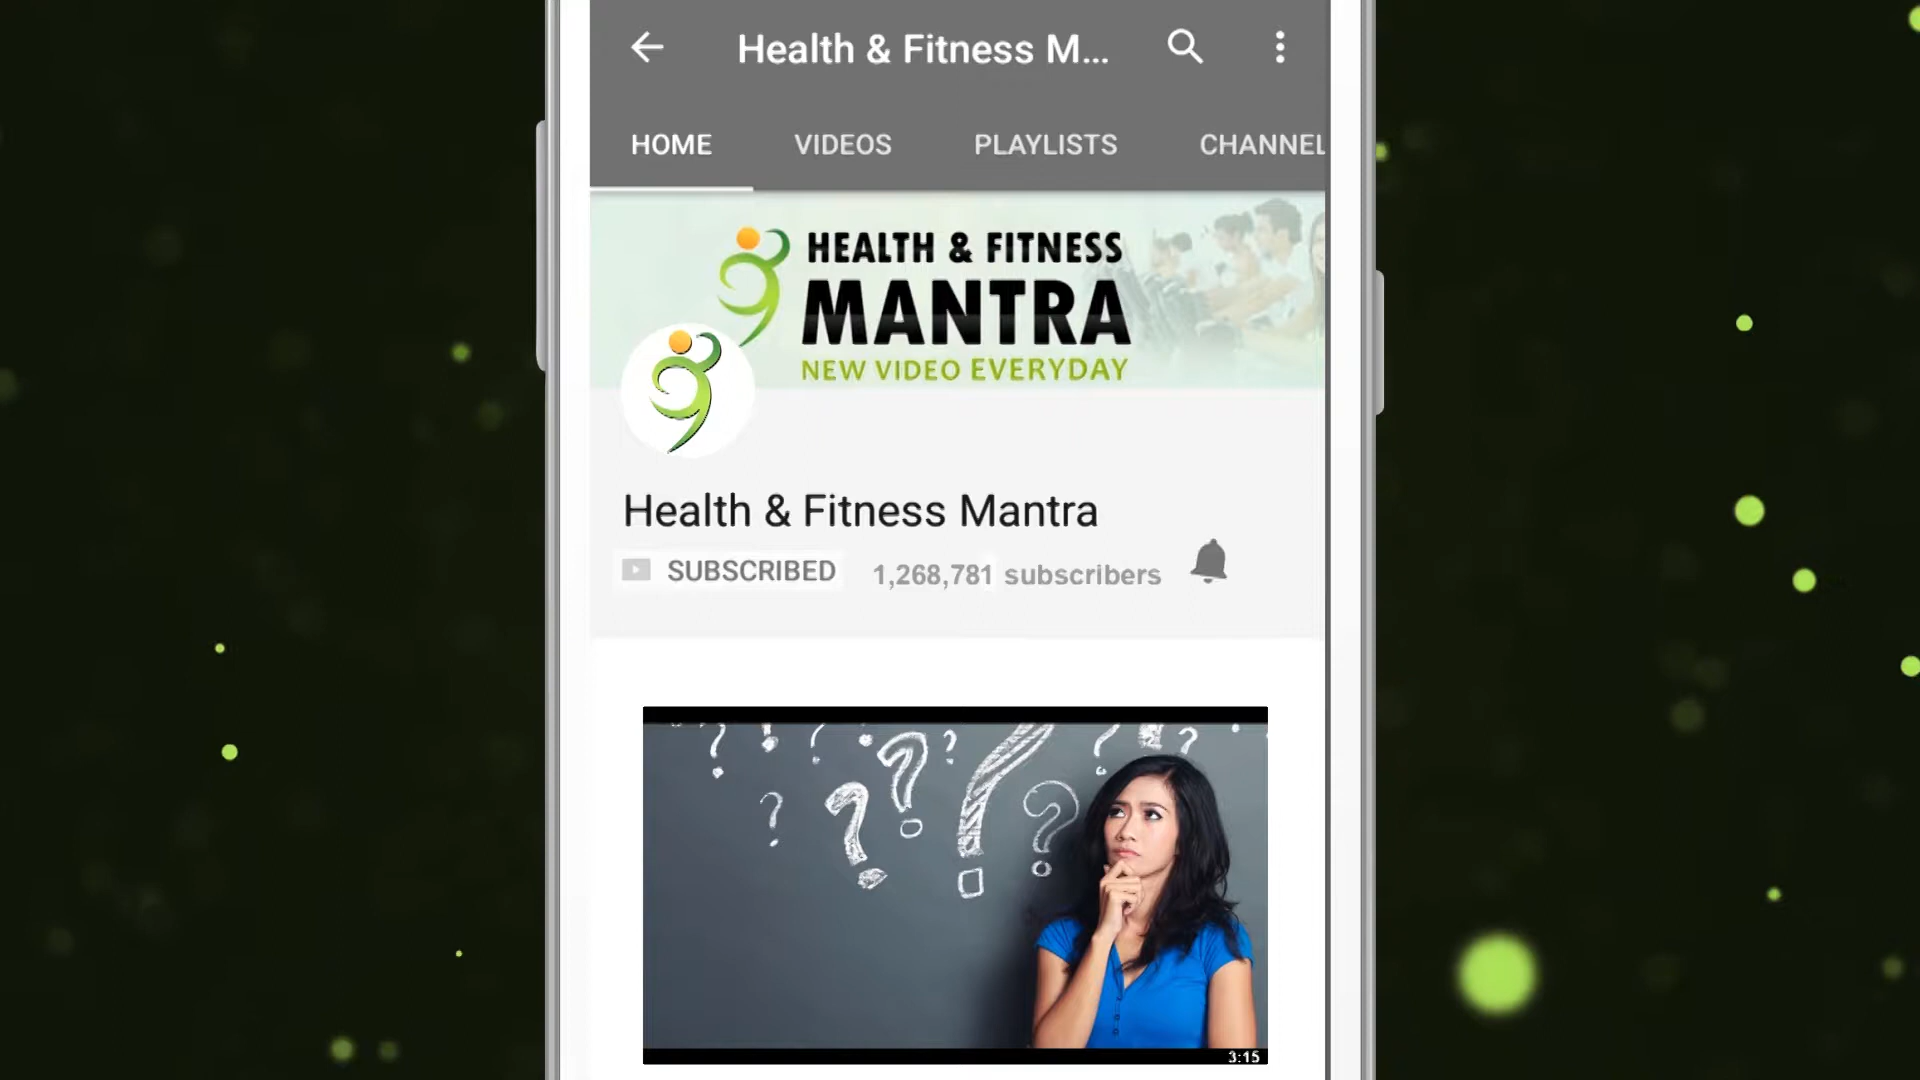 Health & Fitness M...
HOME VIDEOS PLAYLISTS CHANNEL
HEALTH & FITNESS
MANTRA
NEW VIDEO EVERYDAY
Health & Fitness Mantra
SUBSCRIBED 1,268,781 subscribers
? ? ? ? ? ? ? ?
? ? ? ? ?
3:15